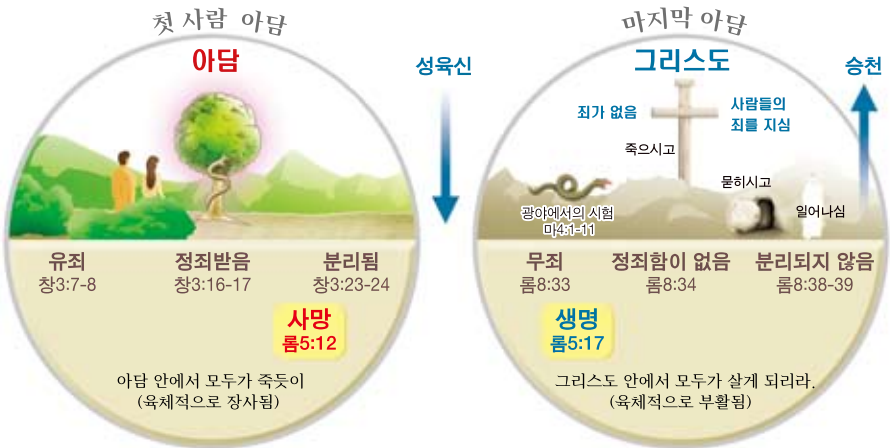 첫 사람 아담
아담
유죄
창3:7-8
정죄받음
창3:16-17
분리됨
창3:23-24
사망
롬5:12
아담 안에서 모두가 죽듯이
(육체적으로 장사됨)
성육신
마지막 아담
그리스도
죄가 없음
사람들의
죄를 지심
죽으시고
묻히시고
일어나심
광야에서의 시험
마4:1-11
무죄
롬8:33
정죄함이 없음
롬8:34
분리되지 않음
롬8:38-39
생명
롬5:17
그리스도 안에서 모두가 살게 되리라.
(육체적으로 부활됨)
승천